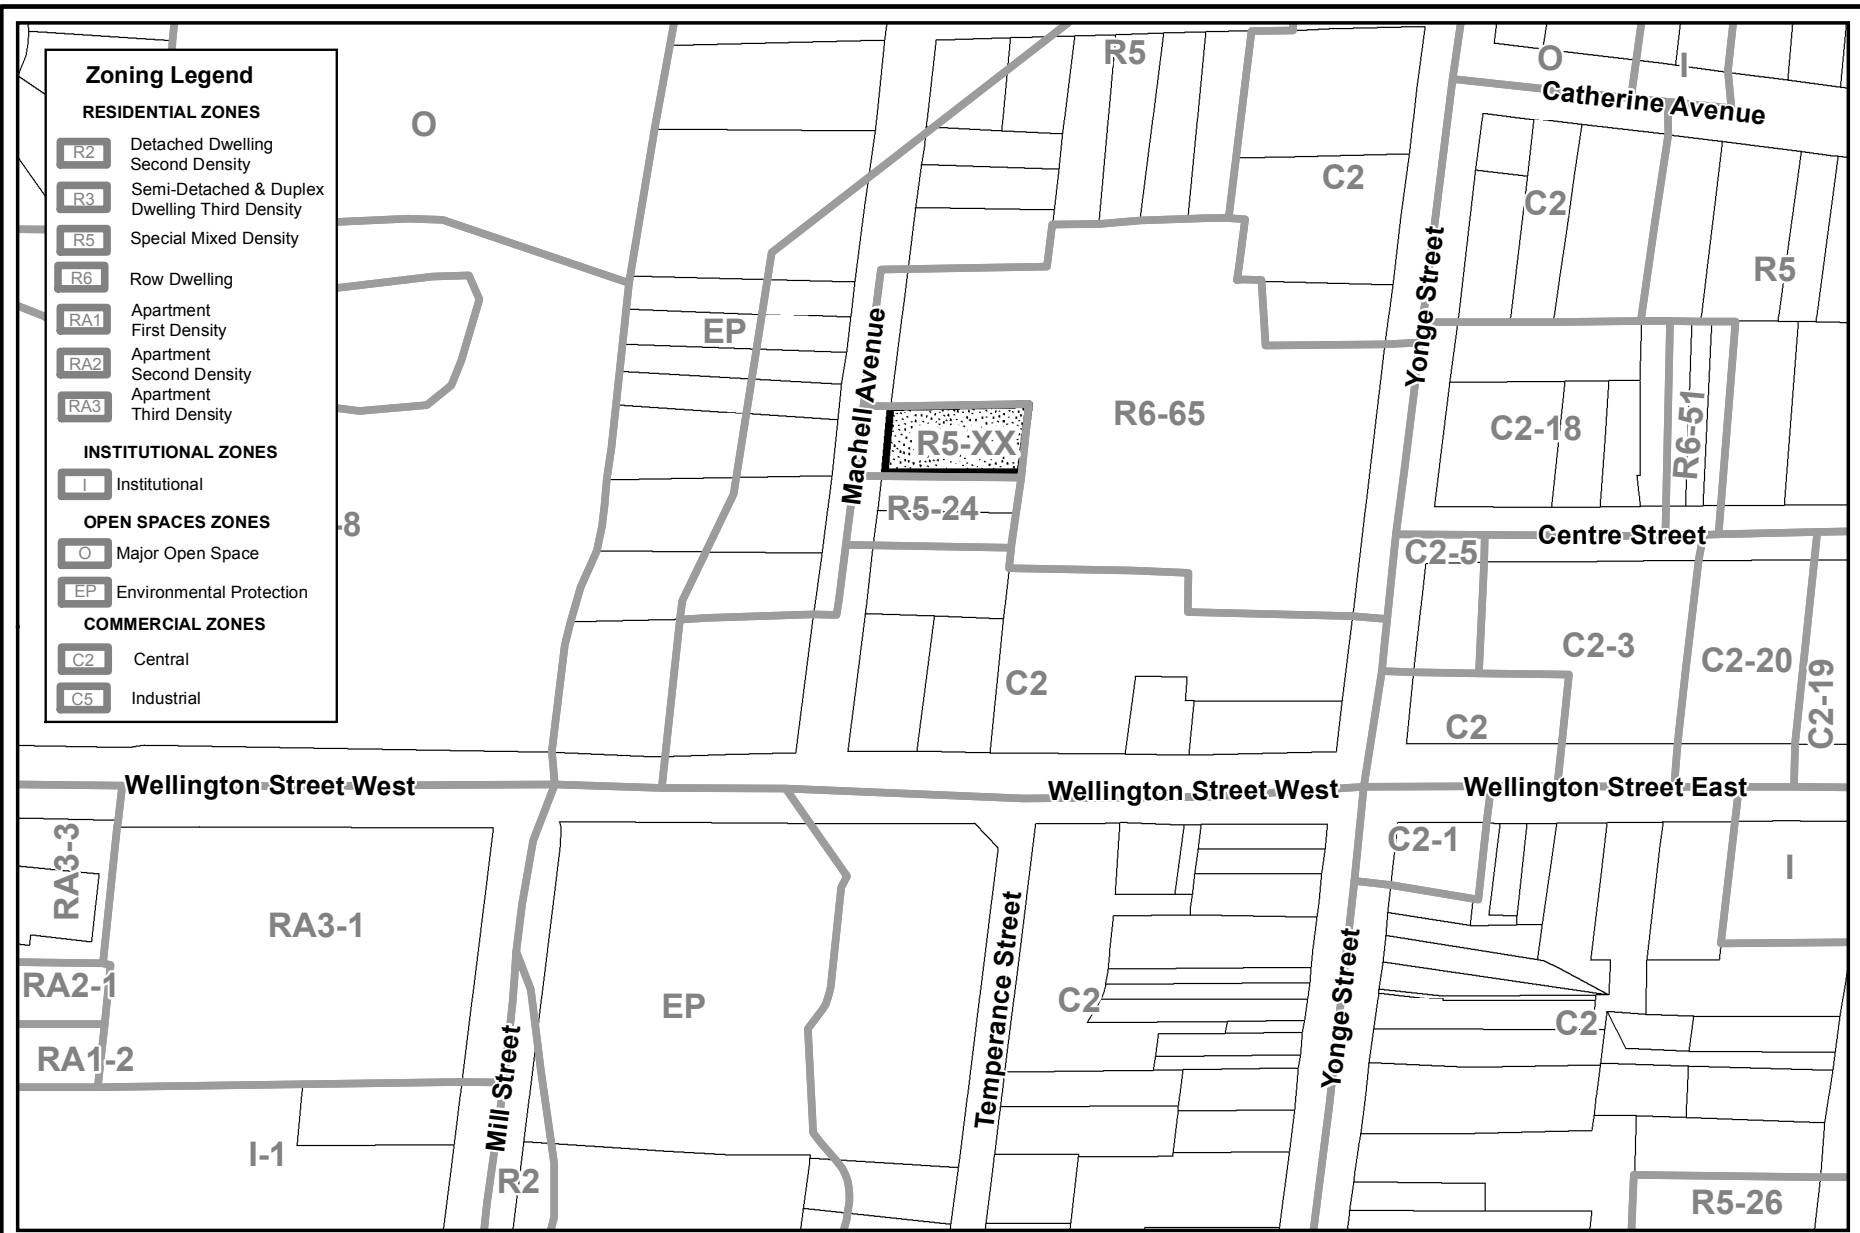 Zoning Legend
RESIDENTIAL ZONES
R2 Detached Dwelling
Second Density
R3 Semi-Detached & Duplex
Dwelling Third Density
R5 Special Mixed Density
R6 Row Dwelling
RA1 Apartment
First Density
RA2 Apartment
Second Density
RA3 Apartment
Third Density
INSTITUTIONAL ZONES
I Institutional
OPEN SPACES ZONES
O Major Open Space
EP Environmental Protection
COMMERCIAL ZONES
C2 Central
C5 Industrial
O
R5
O
I
Catherine Avenue
C2
C2
R5
EP
Machell Avenue
Yonge Street
R6-65
R5-XX
C2-18
R6-51
R5-24
-8
Centre Street
C2-5
C2-3
C2-20
C2-19
C2
C2
Wellington Street West
Wellington Street West
Wellington Street East
RA3-3
C2-1
I
RA3-1
RA2-1
EP
Temperance Street
C2
Yonge Street
C2
RA1-2
Mill Street
I-1
R2
R5-26